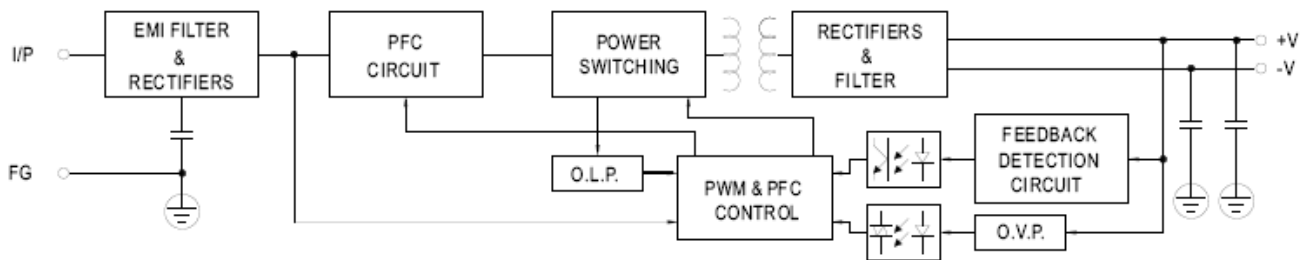 I/P
EMI FILTER
&
RECTIFIERS
PFC
CIRCUIT
POWER
SWITCHING
RECTIFIERS
&
FILTER
+V
-V
FG
O.L.P.
PWM & PFC
CONTROL
FEEDBACK
DETECTION
CIRCUIT
O.V.P.